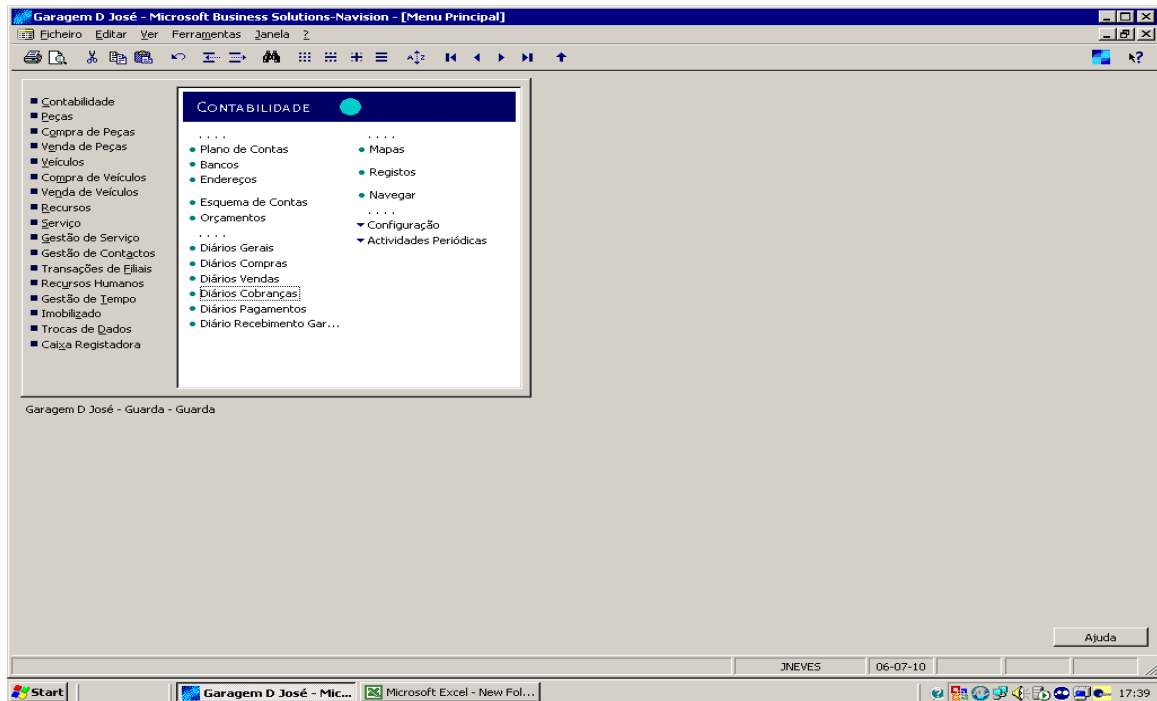 Garagem D José - Microsoft Business Solutions-Navision - [Menu Principal]
Ficheiro Editar Ver Ferramentas Janela ?
Contabilidade
Peças
Compra de Peças
Venda de Peças
Veículos
Compra de Veículos
Venda de Veículos
Recursos
Serviço
Gestão de Serviço
Gestão de Contactos
Transações de Filiais
Recursos Humanos
Gestão de Tempo
Imobilizado
Trocas de Dados
Caixa Registadora
CONTABILIDADE
. . . .
Plano de Contas
Bancos
Endereços
Esquema de Contas
Orçamentos
. . . .
Diários Gerais
Diários Compras
Diários Vendas
Diários Cobranças
Diários Pagamentos
Diário Recebimento Gar...
. . . .
Mapas
Registos
Navegar
. . . .
Configuração
Actividades Periódicas
Garagem D José - Guarda - Guarda
Ajuda
JNEVES 06-07-10
Start Garagem D José - Mic... Microsoft Excel - New Fol... 17:39